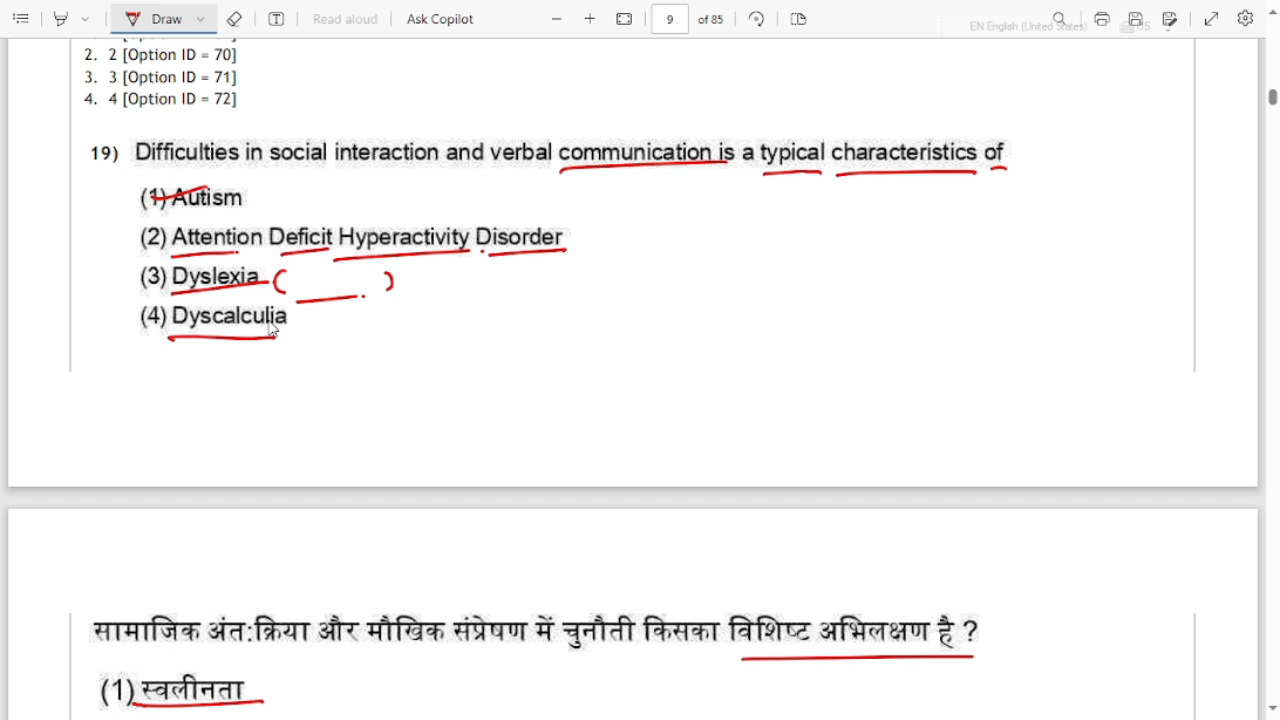 Draw
Read aloud
Ask Copilot
9
of 85
EN English (United States)
US
2. 2 [Option ID = 70]
3. 3 [Option ID = 71]
4. 4 [Option ID = 72]
19) Difficulties in social interaction and verbal communication is a typical characteristics of
(1) Autism
(2) Attention Deficit Hyperactivity Disorder
(3) Dyslexia
(4) Dyscalculia
सामाजिक अंत:क्रिया और मौखिक संप्रेषण में चुनौती किसका विशिष्ट अभिलक्षण है ?
(1) स्वलीनता